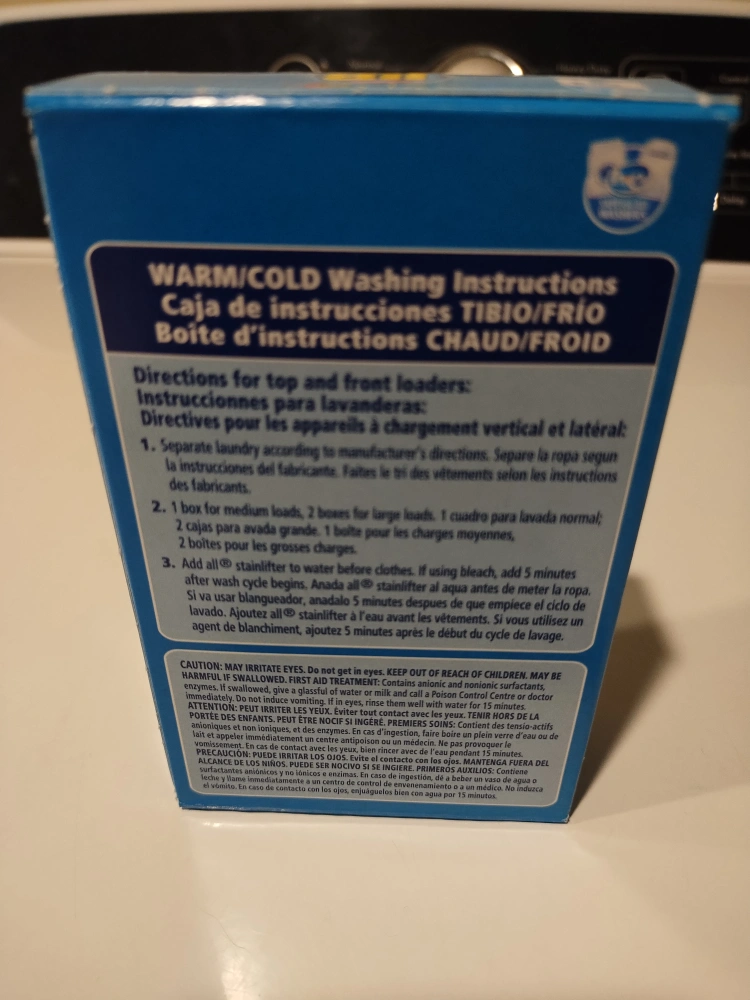 WARM/COLD Washing Instructions
Caja de instrucciones TIBIO/FRÍO
Boîte d'instructions CHAUD/FROID
Directions for top and front loaders:
Instruccionnes para lavanderas:
Directives pour les appareils à chargement vertical et latéral:
1. Separate laundry according to manufacturer's directions. Separe la ropa segun
la instrucciones del fabricante. Faites le tri des vêtements selon les instructions
des fabricants.
2. 1 box for medium loads, 2 boxes for large loads. 1 cuadro para lavada normal;
2 cajas para avada grande. 1 boîte pour les charges moyennes,
2 boîtes pour les grosses charges.
3. Add all® stainlifter to water before clothes. If using bleach, add 5 minutes
after wash cycle begins. Anada all® stainlifter al aqua antes de meter la ropa.
Si va usar blangueador, anadalo 5 minutes despues de que empiece el ciclo de
lavado. Ajoutez all® stainlifter à l'eau avant les vêtements. Si vous utilisez un
agent de blanchiment, ajoutez 5 minutes après le début du cycle de lavage.
CAUTION: MAY IRRITATE EYES. Do not get in eyes. KEEP OUT OF REACH OF CHILDREN. MAY BE
HARMFUL IF SWALLOWED. FIRST AID TREATMENT: Contains anionic and nonionic surfactants,
enzymes. If swallowed, give a glassful of water or milk and call a Poison Control Centre or doctor
immediately. Do not induce vomiting. If in eyes, rinse them well with water for 15 minutes.
ATTENTION: PEUT IRRITER LES YEUX. Éviter tout contact avec les yeux. TENIR HORS DE LA
PORTÉE DES ENFANTS. PEUT ÊTRE NOCIF SI INGÉRÉ. PREMIERS SOINS: Contient des tensio-actifs
anioniques et non ioniques, et des enzymes. En cas d'ingestion, faire boire un plein verre d'eau ou de
lait et appeler immédiatement un centre antipoison ou un médecin. Ne pas provoquer le
vomissement. En cas de contact avec les yeux, bien rincer avec de l'eau pendant 15 minutes.
PRECAUCIÓN: PUEDE IRRITAR LOS OJOS. Evite el contacto con los ojos. MANTENGA FUERA DEL
ALCANCE DE LOS NIÑOS. PUEDE SER NOCIVO SI SE INGIERE. PRIMEROS AUXILIOS: Contiene
surfactantes aniónicos y no iónicos e enzimas. En caso de ingestión, dé a beber un vaso de agua o
leche y llame inmediatamente a un centro de control de envenenamiento o a un médico. No induzca
el vómito. En caso de contacto con los ojos, enjuáguelos bien con agua por 15 minutos.